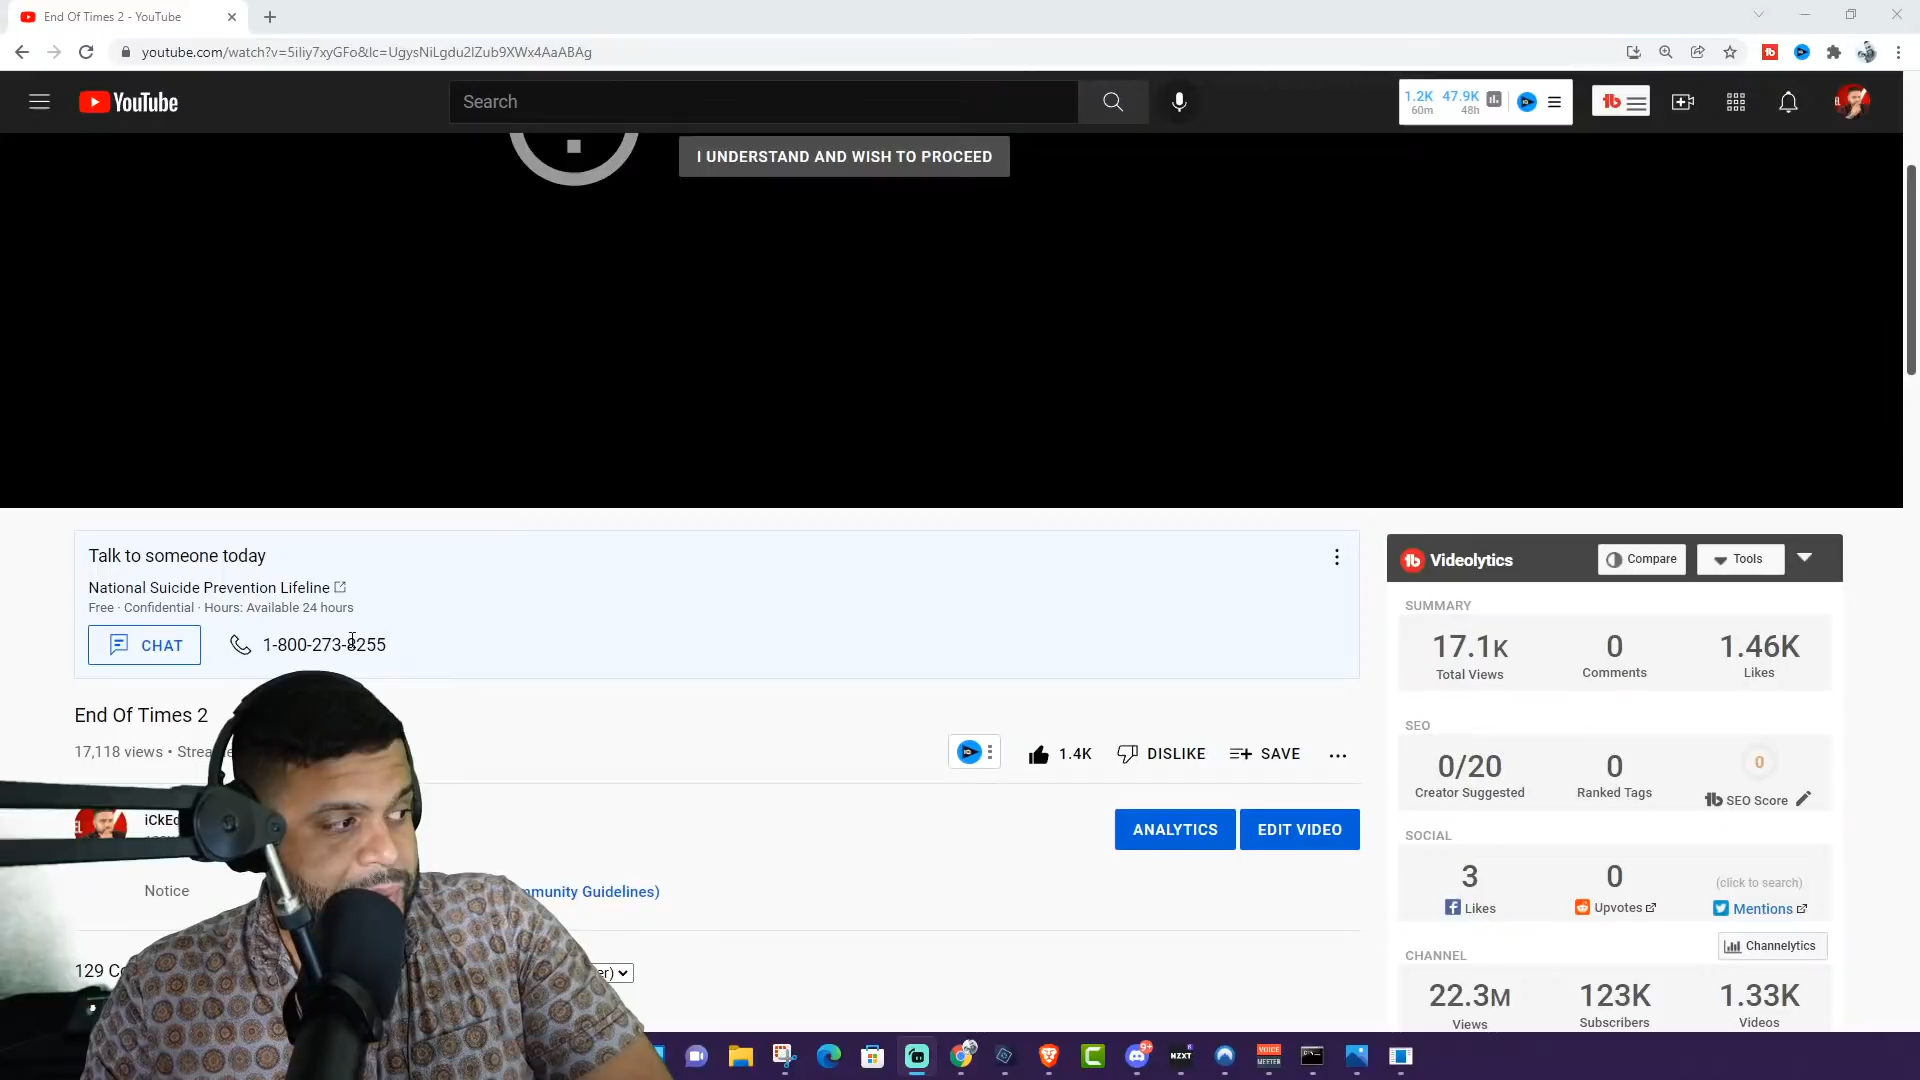 End Of Times 2 - YouTube
youtube.com/watch?v=5iIiy7xyGFo&lc=UgysNiLgdu2lZub9XWx4AaABAg
YouTube
Search
1.2K 47.9K
60m 48h
I UNDERSTAND AND WISH TO PROCEED
Talk to someone today
National Suicide Prevention Lifeline
Free · Confidential · Hours: Available 24 hours
CHAT
1-800-273-8255
End Of Times 2
17,118 views •
1.4K
DISLIKE
SAVE
ANALYTICS
EDIT VIDEO
Notice
Guidelines)
129
Videolytics
Compare
Tools
SUMMARY
17.1K 0 1.46K
Total Views Comments Likes
SEO
0/20 0 0
Creator Suggested Ranked Tags SEO Score
SOCIAL
3 0 (click to search)
Likes Upvotes Mentions
Channelytics
CHANNEL
22.3M 123K 1.33K
Views Subscribers Videos
9+
NZXT
VOICE
MEETER